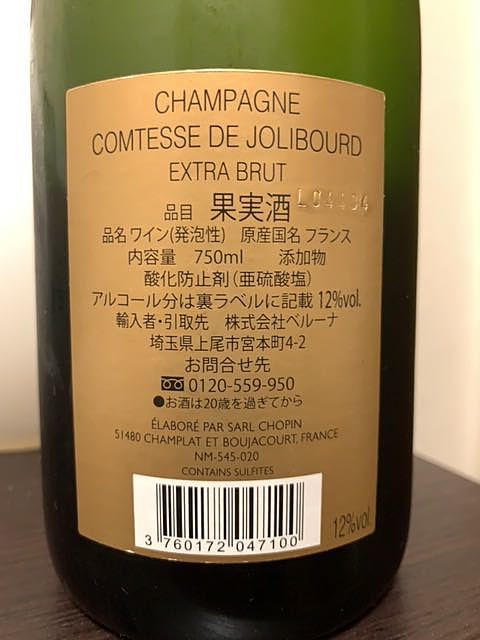 CHAMPAGNE
COMTESSE DE JOLIBOURD
EXTRA BRUT
品目 果実酒
品名 ワイン(発泡性) 原産国名 フランス
内容量 750ml 添加物
酸化防止剤(亜硫酸塩)
アルコール分は裏ラベルに記載 12%vol.
輸入者・引取先 株式会社ベルーナ
埼玉県上尾市宮本町4-2
お問合せ先
0120-559-950
●お酒は20歳を過ぎてから
ÉLABORÉ PAR SARL CHOPIN
51480 CHAMPLAT ET BOUJACOURT, FRANCE
NM-545-020
CONTAINS SULFITES
3 760172 047100
12%vol.